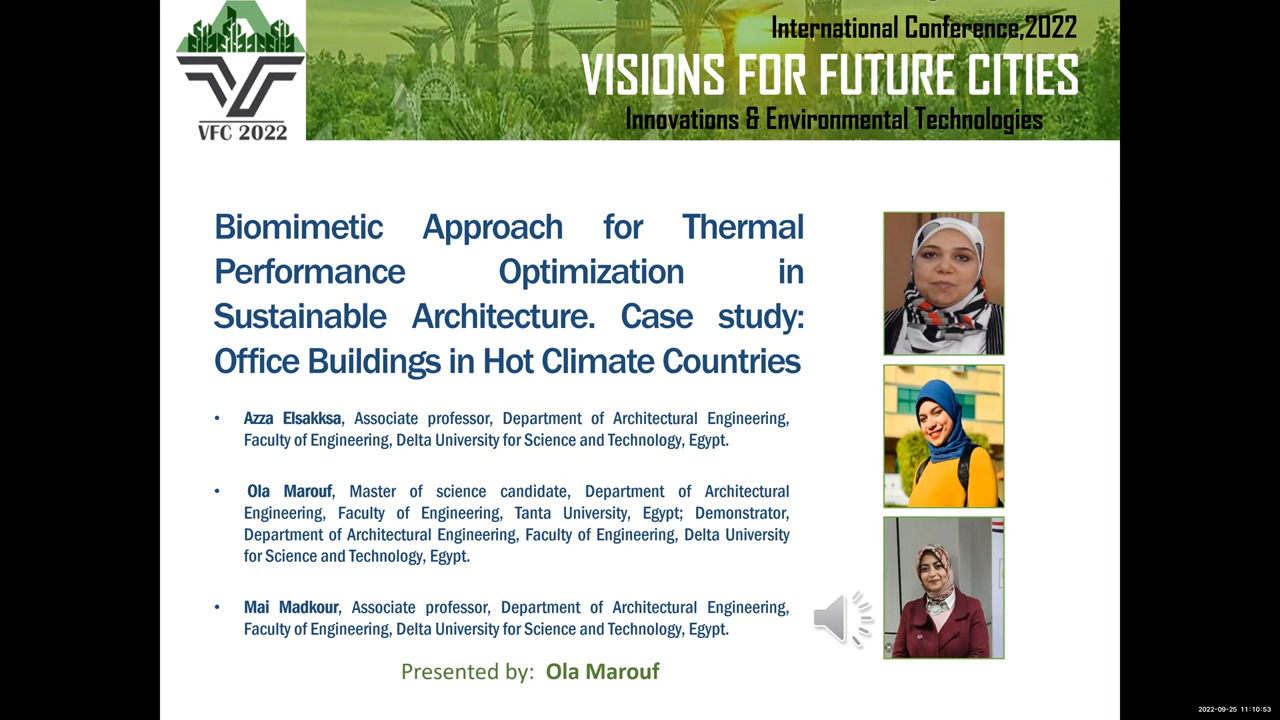 International Conference,2022
VISIONS FOR FUTURE CITIES
Innovations & Environmental Technologies
VFC 2022
Biomimetic Approach for Thermal
Performance Optimization in
Sustainable Architecture. Case study:
Office Buildings in Hot Climate Countries
• Azza Elsakksa, Associate professor, Department of Architectural Engineering,
Faculty of Engineering, Delta University for Science and Technology, Egypt.
• Ola Marouf, Master of science candidate, Department of Architectural
Engineering, Faculty of Engineering, Tanta University, Egypt; Demonstrator,
Department of Architectural Engineering, Faculty of Engineering, Delta University
for Science and Technology, Egypt.
• Mai Madkour, Associate professor, Department of Architectural Engineering,
Faculty of Engineering, Delta University for Science and Technology, Egypt.
Presented by: Ola Marouf
2022-09-25 11:10:53